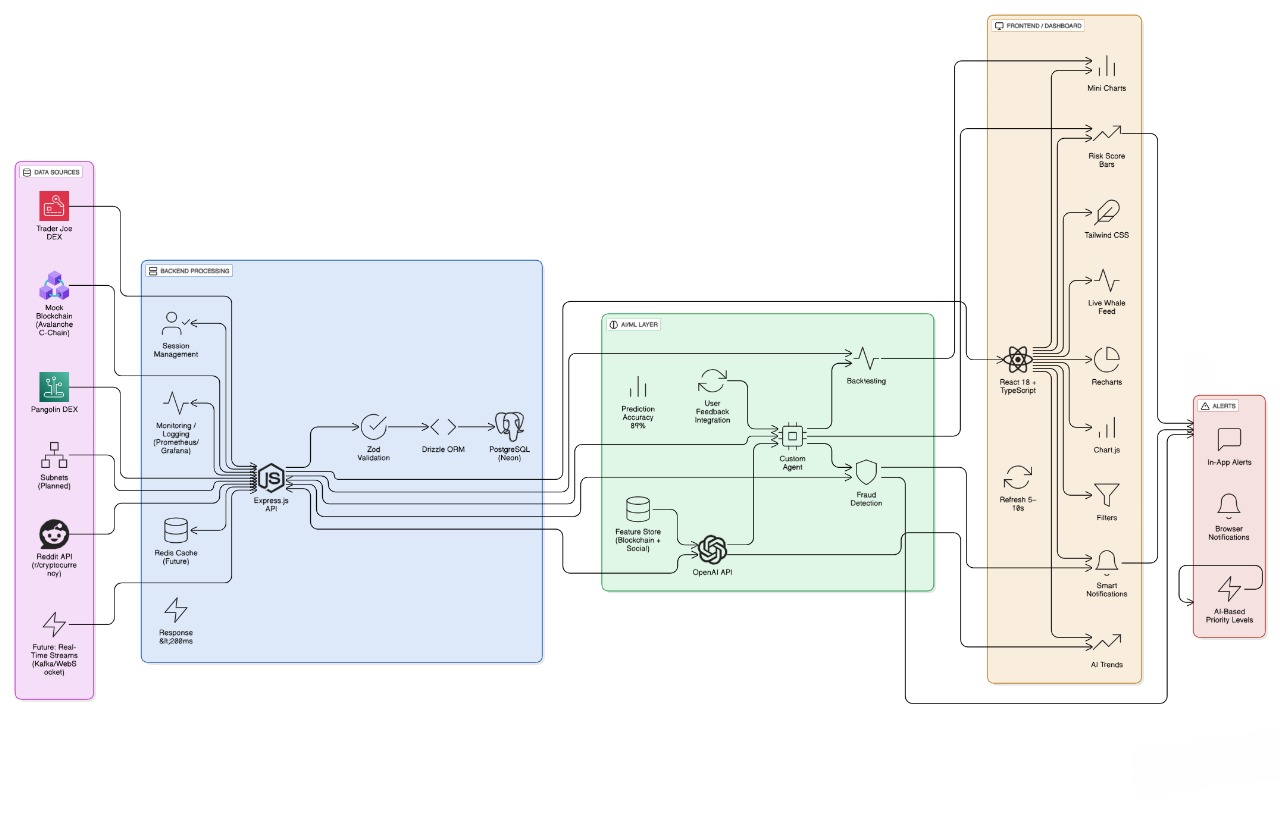 DATA SOURCES
Trader Joe
DEX
Mock
Blockchain
(Avalanche
C-Chain)
Pangolin DEX
Subnets
(Planned)
Reddit API
(r/cryptocurre
ncy)
Future: Real-
Time Streams
(Kafka/WebS
ocket)
BACKEND PROCESSING
Session
Management
Monitoring /
Logging
(Prometheus/
Grafana)
JS
Express.js
API
Redis Cache
(Future)
Response
&lt;200ms
Zod
Validation
Drizzle ORM
PostgreSQL
(Neon)
AI/ML LAYER
Prediction
Accuracy
89%
User
Feedback
Integration
Custom
Agent
Backtesting
Fraud
Detection
Feature Store
(Blockchain +
Social)
OpenAI API
FRONTEND / DASHBOARD
React 18 +
TypeScript
Refresh 5–
10s
Mini Charts
Risk Score
Bars
Tailwind CSS
Live Whale
Feed
Recharts
Chart.js
Filters
Smart
Notifications
AI Trends
ALERTS
In-App Alerts
Browser
Notifications
AI-Based
Priority Levels